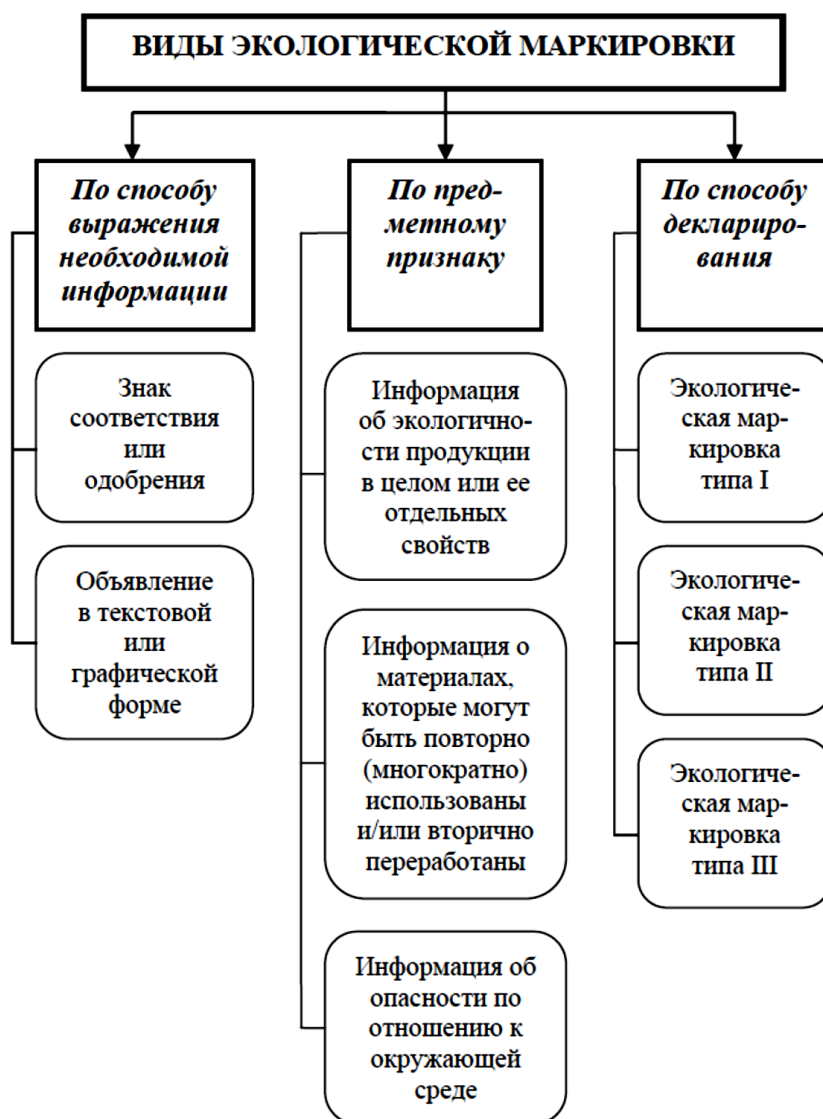 ВИДЫ ЭКОЛОГИЧЕСКОЙ МАРКИРОВКИ
По способу
выражения
необходимой
информации
Знак
соответствия
или
одобрения
Объявление
в текстовой
или
графической
форме
По пред-
метному
признаку
Информация
об экологично-
сти продукции
в целом или ее
отдельных
свойств
Информация о
материалах,
которые могут
быть повторно
(многократно)
использованы
и/или вторично
переработаны
Информация об
опасности по
отношению к
окружающей
среде
По способу
деклариро-
вания
Экологиче-
ская мар-
кировка
типа I
Экологиче-
ская мар-
кировка
типа II
Экологиче-
ская мар-
кировка
типа III